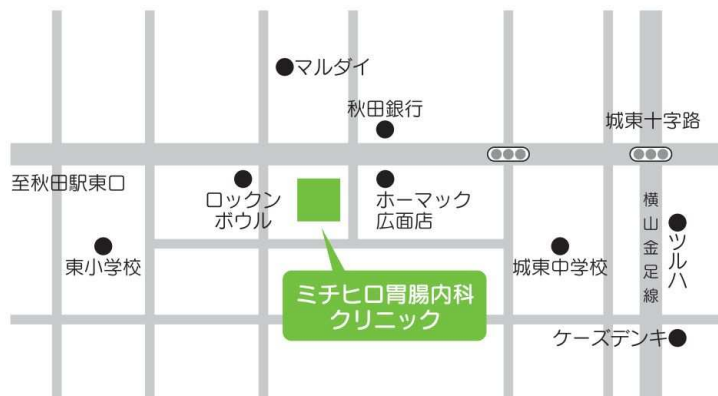 マルダイ
秋田銀行
城東十字路
至秋田駅東口
ロックン
ボウル
ホーマック
広面店
横山金足線
ツルハ
東小学校
城東中学校
ミチヒロ胃腸内科
クリニック
ケーズデンキ